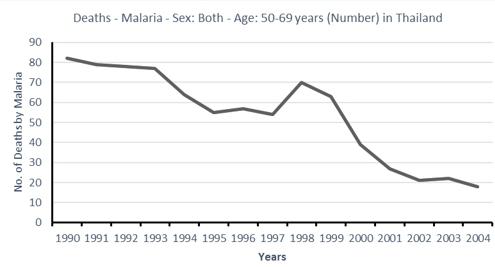 Deaths - Malaria - Sex: Both - Age: 50-69 years (Number) in Thailand
No. of Deaths by Malaria
90
80
70
60
50
40
30
20
10
0
1990 1991 1992 1993 1994 1995 1996 1997 1998 1999 2000 2001 2002 2003 2004
Years